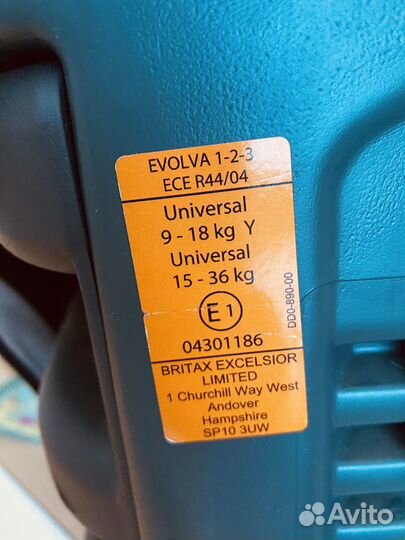 EVOLVA 1-2-3
ECE R44/04
Universal
9 - 18 kg Y
Universal
15 - 36 kg
E 1
04301186
DD0-890-00
BRITAX EXCELSIOR
LIMITED
1 Churchill Way West
Andover
Hampshire
SP10 3UW
Avito